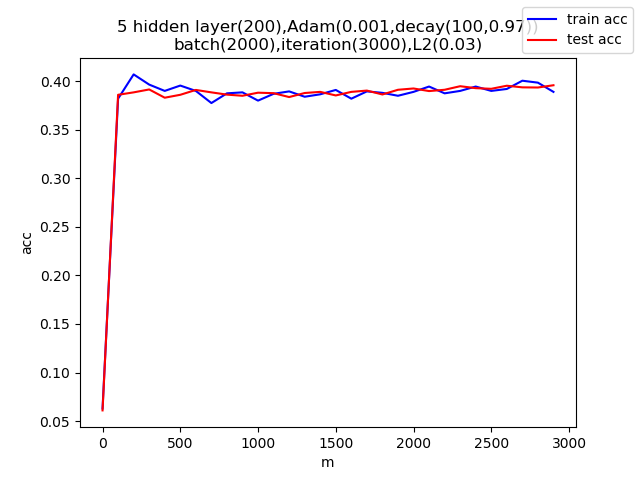 5 hidden layer(200),Adam(0.001,decay(100,0.97))
batch(2000),iteration(3000),L2(0.03)
train acc
test acc
0.40
0.35
0.30
0.25
0.20
0.15
0.10
0.05
acc
0 500 1000 1500 2000 2500 3000
m